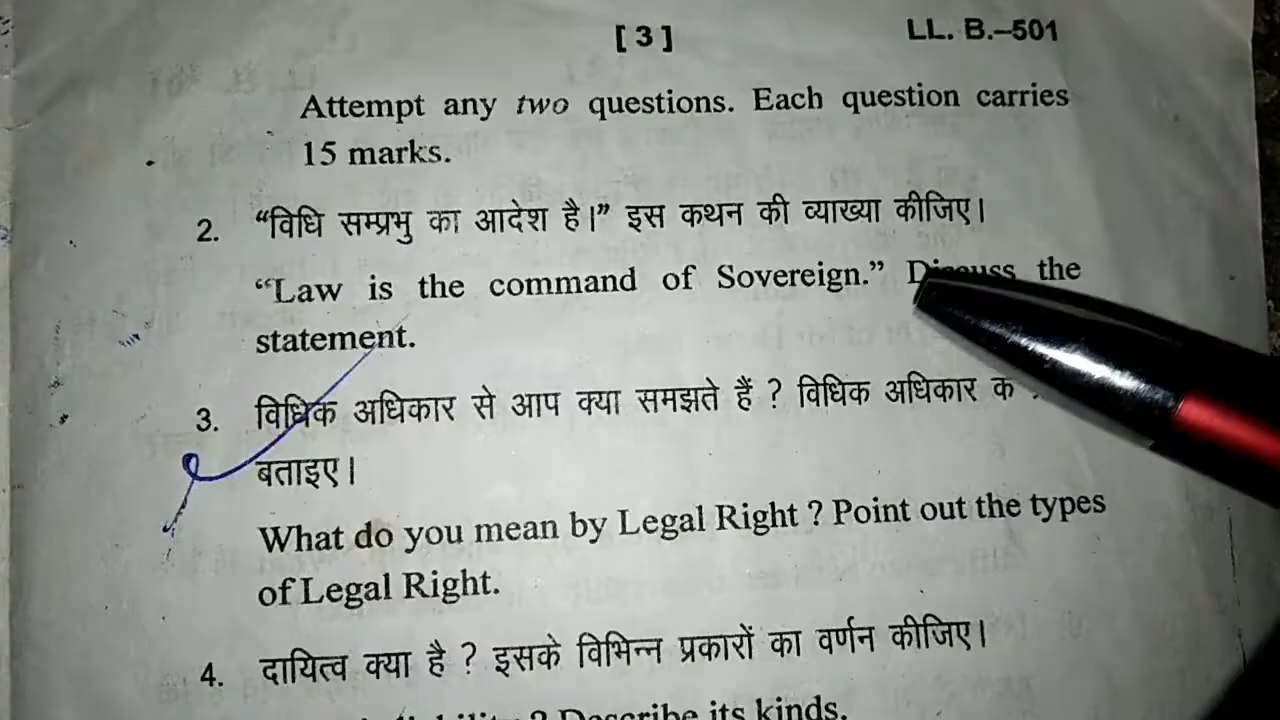 [ 3 ] LL. B.–501
Attempt any two questions. Each question carries
15 marks.
2. “विधि सम्प्रभु का आदेश है।” इस कथन की व्याख्या कीजिए।
“Law is the command of Sovereign.” Discuss the
statement.
3. विधिक अधिकार से आप क्या समझते हैं ? विधिक अधिकार
बताइए।
What do you mean by Legal Right ? Point out the types
of Legal Right.
4. दायित्व क्या है ? इसके विभिन्न प्रकारों का वर्णन कीजिए।
? Describe its kinds.